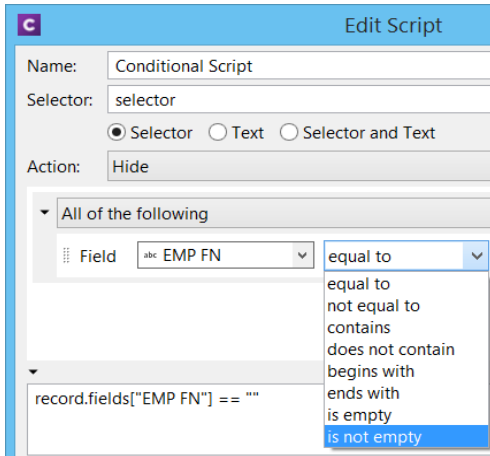 C Edit Script
Name: Conditional Script
Selector: selector
Selector Text Selector and Text
Action: Hide
All of the following
Field abc EMP FN equal to
equal to
not equal to
contains
does not contain
begins with
ends with
is empty
is not empty
record.fields["EMP FN"] == ""